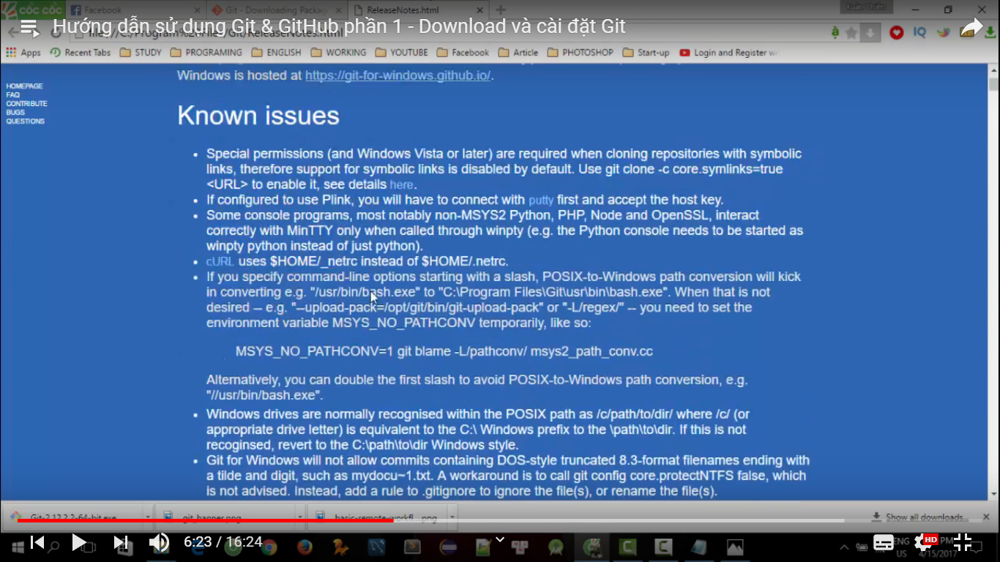 cốc cốc Facebook Git - Downloading Packag ReleaseNotes.html Xuân Thiên
Hướng dẫn sử dụng Git & GitHub phần 1 - Download và cài đặt Git
Apps Recent Tabs STUDY PROGRAMING ENGLISH WORKING YOUTUBE Facebook Article PHOTOSHOP Start-up Login and Register w
Windows is hosted at https://git-for-windows.github.io/.
HOMEPAGE
FAQ
CONTRIBUTE
BUGS
QUESTIONS
Known issues
• Special permissions (and Windows Vista or later) are required when cloning repositories with symbolic
links, therefore support for symbolic links is disabled by default. Use git clone -c core.symlinks=true
<URL> to enable it, see details here.
• If configured to use Plink, you will have to connect with putty first and accept the host key.
• Some console programs, most notably non-MSYS2 Python, PHP, Node and OpenSSL, interact
correctly with MinTTY only when called through winpty (e.g. the Python console needs to be started as
winpty python instead of just python).
• cURL uses $HOME/_netrc instead of $HOME/.netrc.
• If you specify command-line options starting with a slash, POSIX-to-Windows path conversion will kick
in converting e.g. "/usr/bin/bash.exe" to "C:\Program Files\Git\usr\bin\bash.exe". When that is not
desired -- e.g. "--upload-pack=/opt/git/bin/git-upload-pack" or "-L/regex/" -- you need to set the
environment variable MSYS_NO_PATHCONV temporarily, like so:
MSYS_NO_PATHCONV=1 git blame -L/pathconv/ msys2_path_conv.cc
Alternatively, you can double the first slash to avoid POSIX-to-Windows path conversion, e.g.
"//usr/bin/bash.exe".
• Windows drives are normally recognised within the POSIX path as /c/path/to/dir/ where /c/ (or
appropriate drive letter) is equivalent to the C:\ Windows prefix to the \path\to\dir. If this is not
recoginsed, revert to the C:\path\to\dir Windows style.
• Git for Windows will not allow commits containing DOS-style truncated 8.3-format filenames ending with
a tilde and digit, such as mydocu~1.txt. A workaround is to call git config core.protectNTFS false, which
is not advised. Instead, add a rule to .gitignore to ignore the file(s), or rename the file(s).
Git-2.12.2.2-64-bit.exe git_banner.png basic-remote-workfl....png Show all downloads...
6:23 / 16:24 HD ENG PM
US 4/15/2017